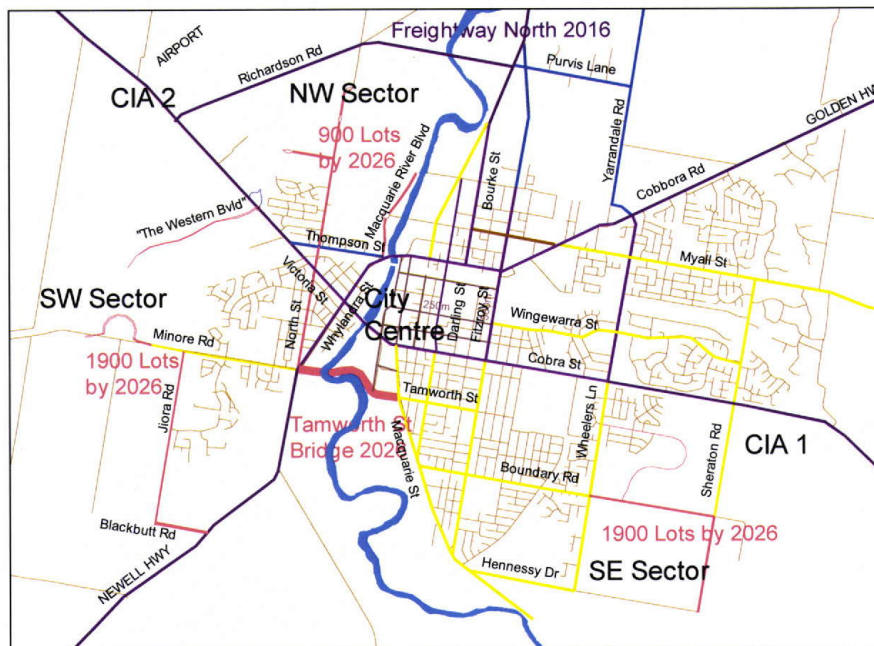 Freightway North 2016
AIRPORT
Richardson Rd
Purvis Lane
CIA 2
NW Sector
GOLDEN HW
900 Lots
by 2026
Yarrandale Rd
Macquarie River Blvd
Bourke St
Cobbora Rd
"The Western Bvld"
Thompson St
Myall St
Victoria St
SW Sector
City
Centre
250m
Whylandra St
Darling St
Fitzroy St
Wingewarra St
North St
Minore Rd
Cobra St
1900 Lots
by 2026
Jiora Rd
Tamworth St
Wheelers Ln
Tamworth St
Bridge 202
Macquarie St
CIA 1
Sheraton Rd
Boundary Rd
Blackbutt Rd
1900 Lots by 2026
NEWELL HWY
Hennessy Dr
SE Sector